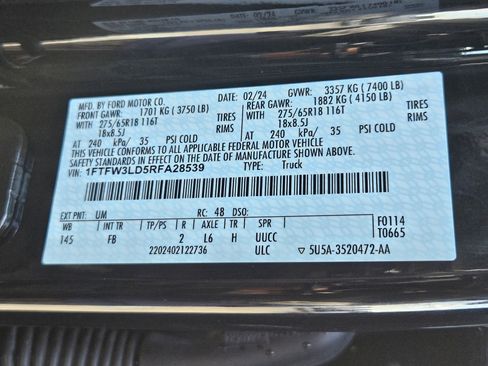 MFD. BY FORD MOTOR CO. 02/24 GVWR: 3357 KG (7400 LB)
FRONT GAWR: 1701 KG (3750 LB) REAR GAWR: 1882 KG (4150 LB)
WITH 275/65R18 116T TIRES WITH 275/65R18 116T TIRES
18x8.5J RIMS 18x8.5J RIMS
AT 240 kPa/ 35 PSI COLD AT 240 kPa/ 35 PSI COLD
THIS VEHICLE CONFORMS TO ALL APPLICABLE FEDERAL MOTOR VEHICLE
SAFETY STANDARDS IN EFFECT ON THE DATE OF MANUFACTURE SHOWN ABOVE.
VIN: 1FTFW3LD5RFA28539 TYPE: Truck
EXT PNT: UM RC: 48 DSO: F0114
WB INT TR TP/PS R AXLE TR SPR T0665
145 FB 2 L6 H UUCC
2202402122736 ULC 5U5A-3520472-AA